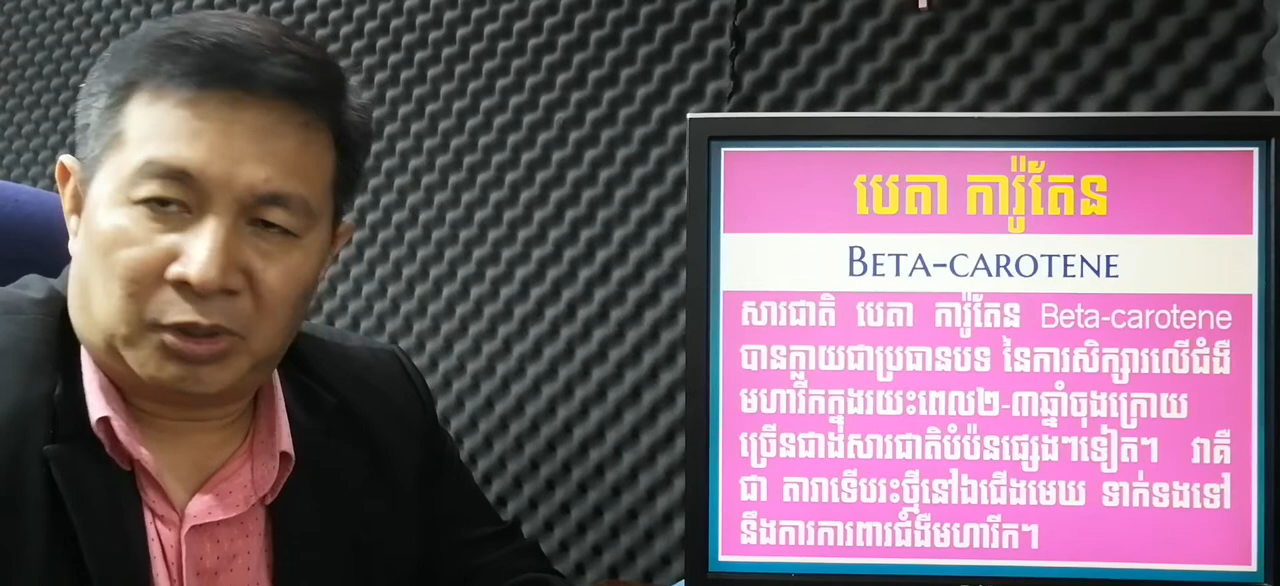 បេតា ការ៉ូតែន
BETA-CAROTENE
សារជាតិ បេតា ការ៉ូតែន Beta-carotene
បានក្លាយជាប្រធានបទ នៃការសិក្សារលើជំងឺ
មហារីកក្នុងរយះពេល២-៣ឆ្នាំចុងក្រោយ
ច្រើនជាងសារជាតិបំប៉នផ្សេងៗទៀតៗ វាគឺ
ជា តារាទើបរះថ្មីនៅឯជើងមេឃ ទាក់ទងទៅ
នឹងការការពារជំងឺមហារីក។